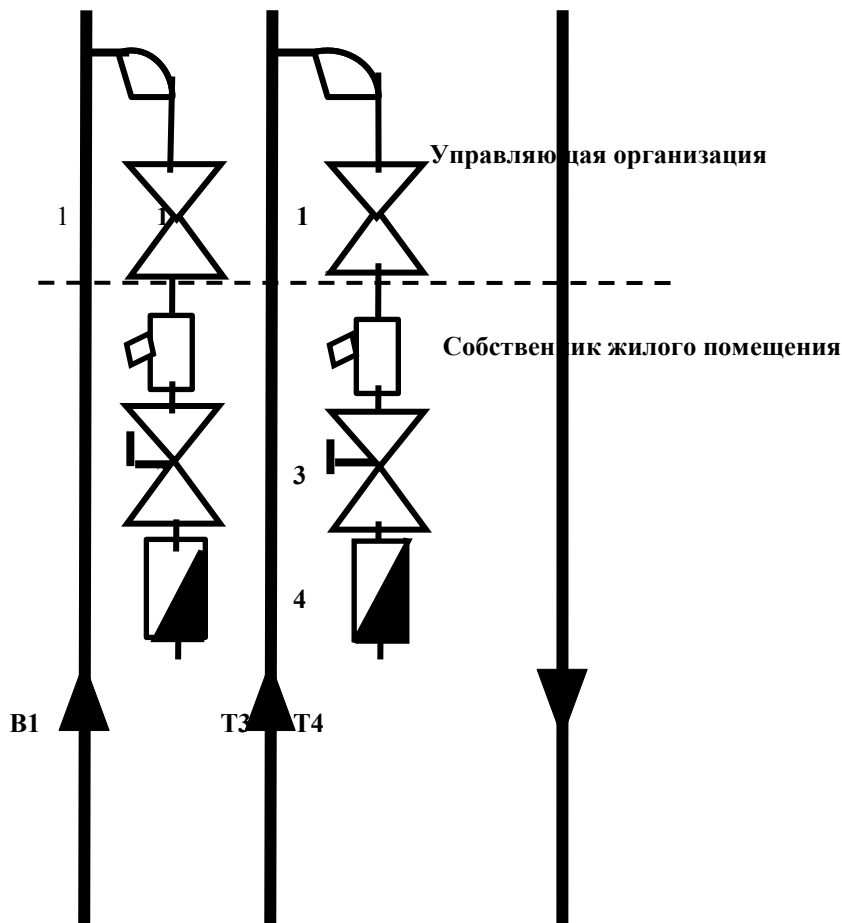 Управляющая организация
1 1 1
Собственник жилого помещения
3
4
В1 Т3 Т4